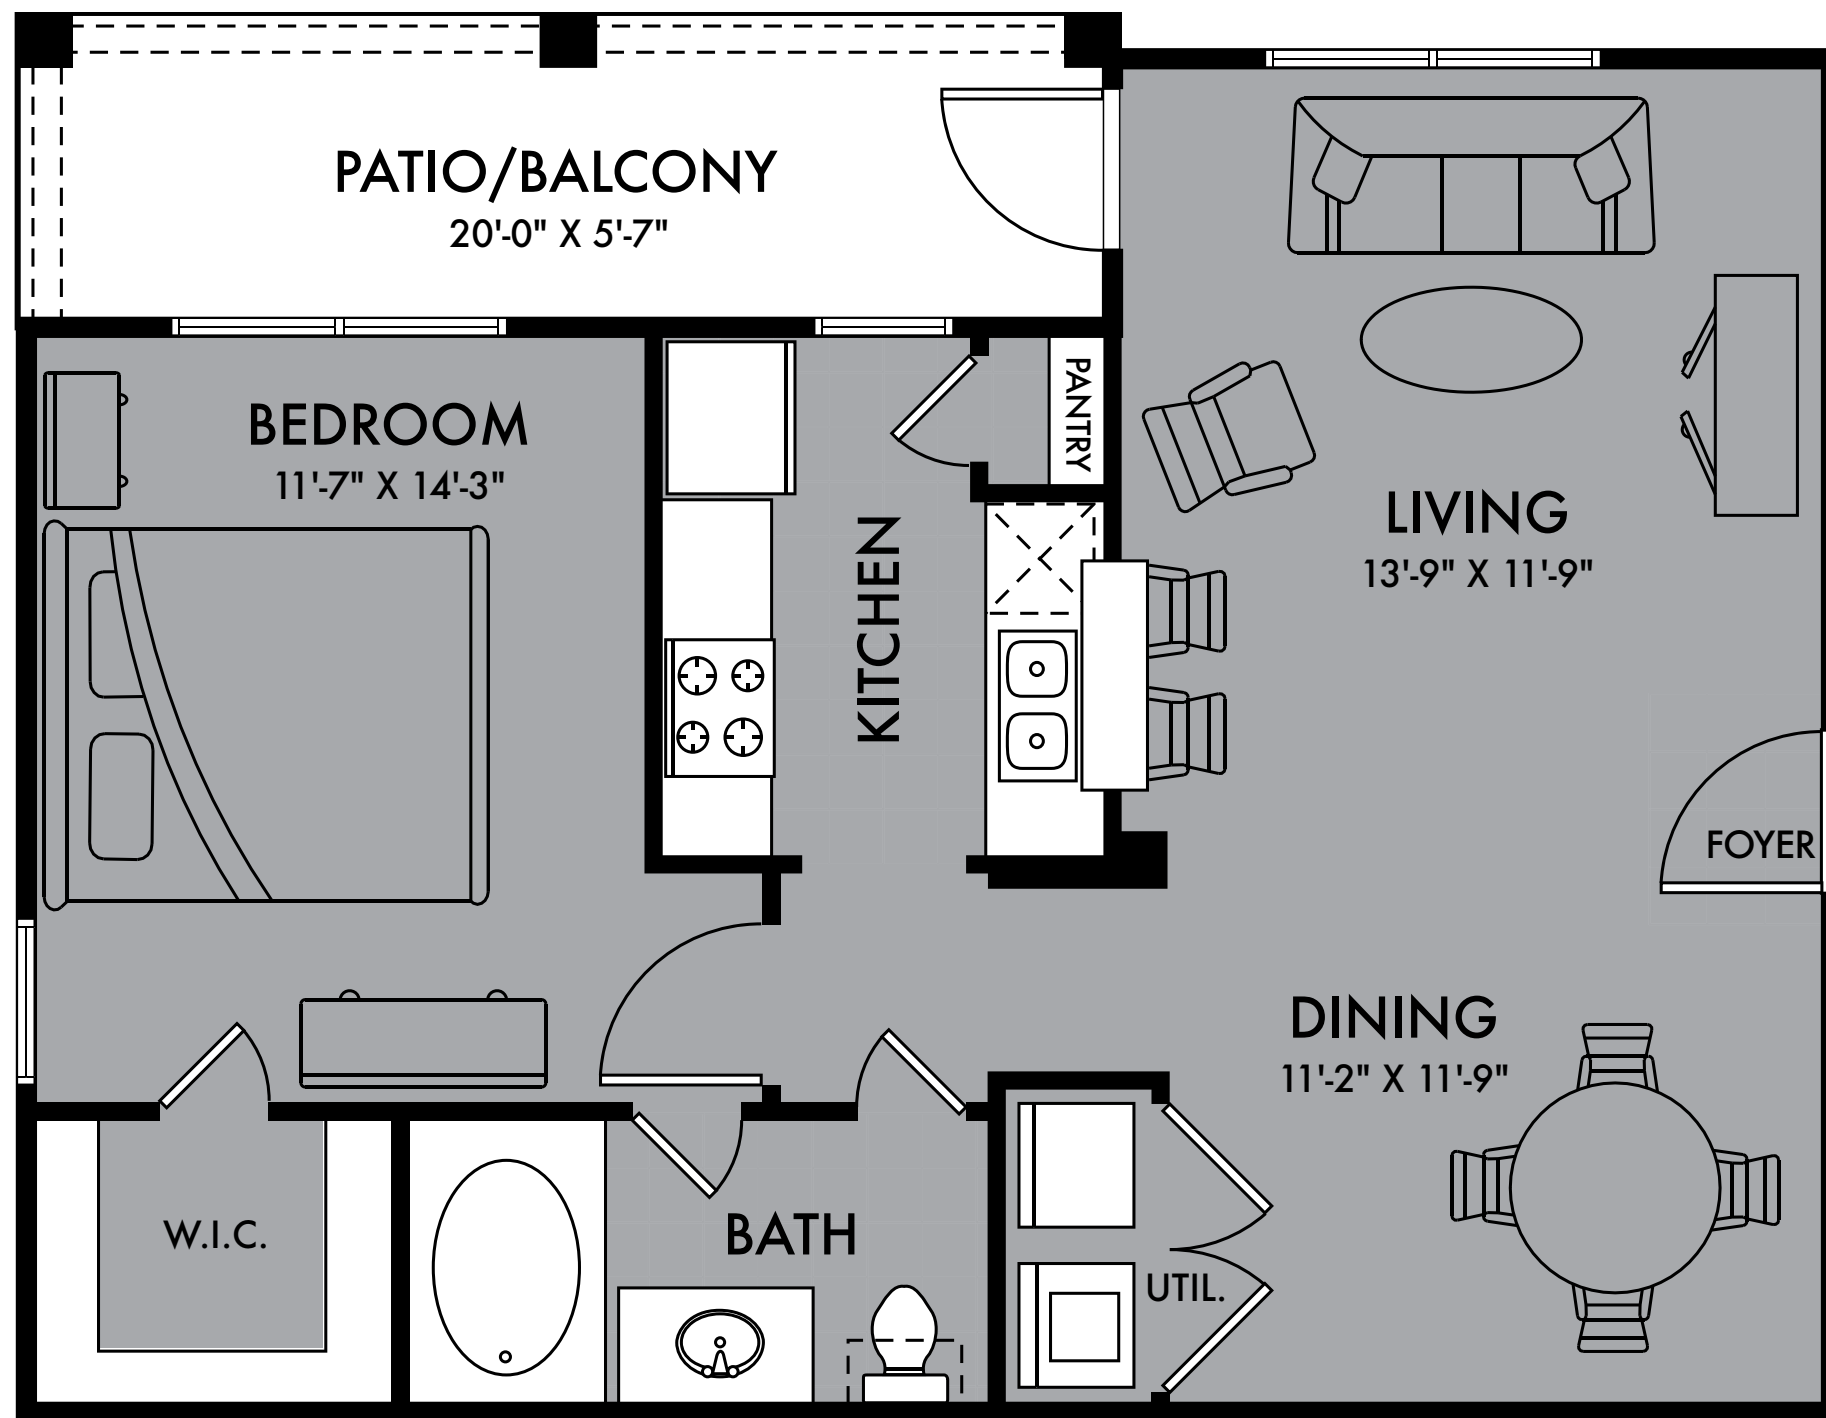 PATIO/BALCONY
20'-0" X 5'-7"
BEDROOM
11'-7" X 14'-3"
PANTRY
KITCHEN
LIVING
13'-9" X 11'-9"
FOYER
DINING
11'-2" X 11'-9"
W.I.C.
BATH
UTIL.